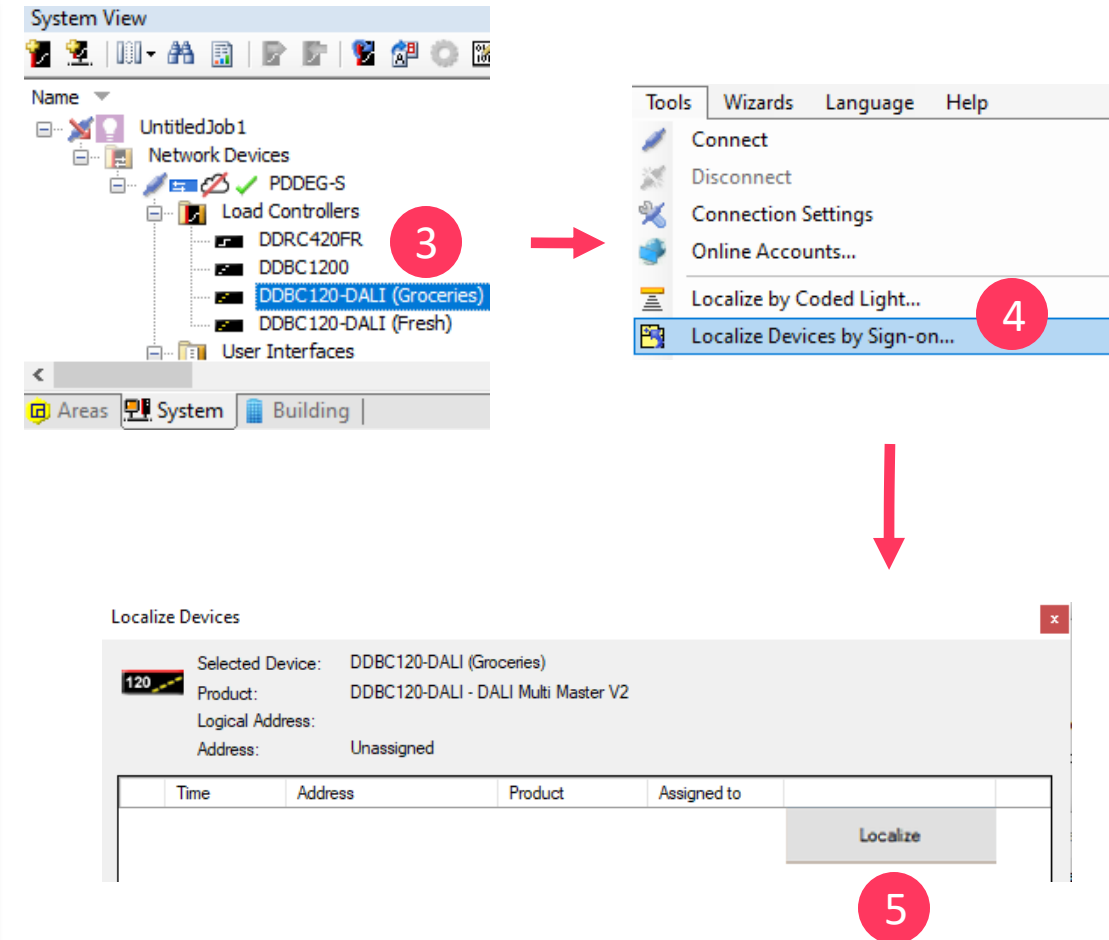 System View
Name
UntitledJob1
Network Devices
PDDEG-S
Load Controllers
DDRC420FR
3
DDBC1200
DDBC120-DALI (Groceries)
DDBC120-DALI (Fresh)
User Interfaces
Areas System Building
Tools Wizards Language Help
Connect
Disconnect
Connection Settings
Online Accounts...
Localize by Coded Light...
4
Localize Devices by Sign-on...
Localize Devices
x
120
Selected Device: DDBC120-DALI (Groceries)
Product: DDBC120-DALI - DALI Multi Master V2
Logical Address:
Address: Unassigned
Time Address Product Assigned to
Localize
5